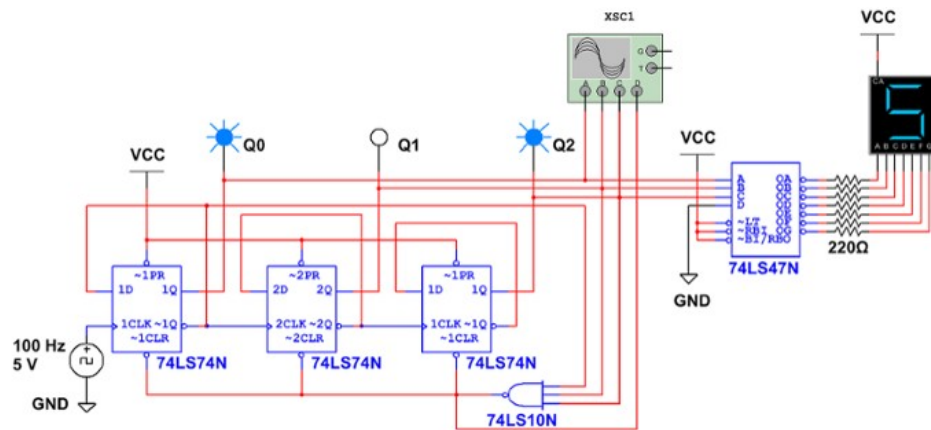 XSC1
G
T
A B C D
VCC
CA
A B C D E F G
Q0
Q1
Q2
VCC
VCC
A
B
C
D
~LT
~RBI
~BI/RBO
OA
OB
OC
OD
OE
OF
OG
220Ω
74LS47N
GND
~1PR
1D 1Q
1CLK ~1Q
~1CLR
74LS74N
~2PR
2D 2Q
2CLK ~2Q
~2CLR
74LS74N
~1PR
1D 1Q
1CLK ~1Q
~1CLR
74LS74N
100 Hz
5 V
GND
74LS10N
5